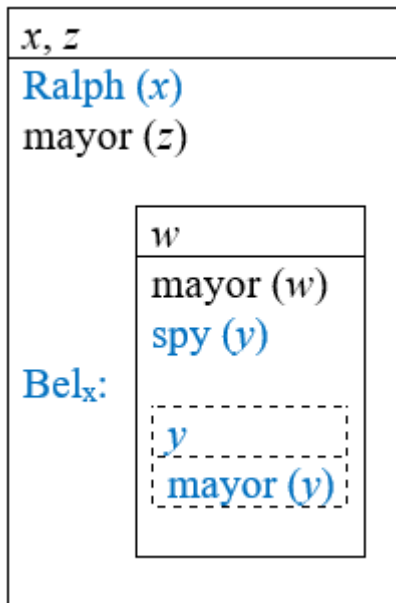 x, z
Ralph (x)
mayor (z)
w
mayor (w)
spy (y)
Belx:
y
mayor (y)